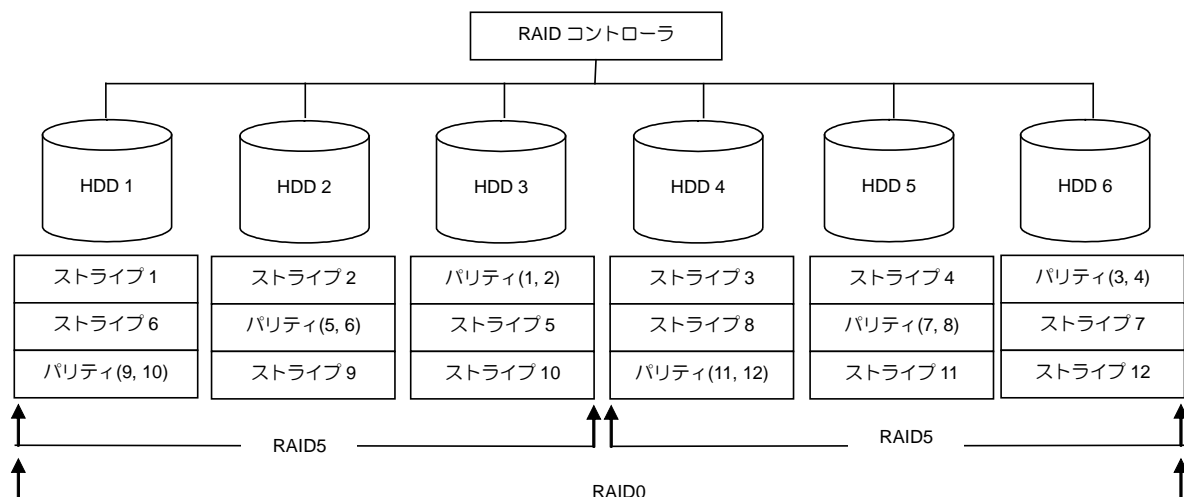 RAID コントローラ
HDD 1
HDD 2
HDD 3
HDD 4
HDD 5
HDD 6
ストライプ 1
ストライプ 2
パリティ(1, 2)
ストライプ 3
ストライプ 4
パリティ(3, 4)
ストライプ 6
パリティ(5, 6)
ストライプ 5
ストライプ 8
パリティ(7, 8)
ストライプ 7
パリティ(9, 10)
ストライプ 9
ストライプ 10
パリティ(11, 12)
ストライプ 11
ストライプ 12
RAID5
RAID5
RAID0